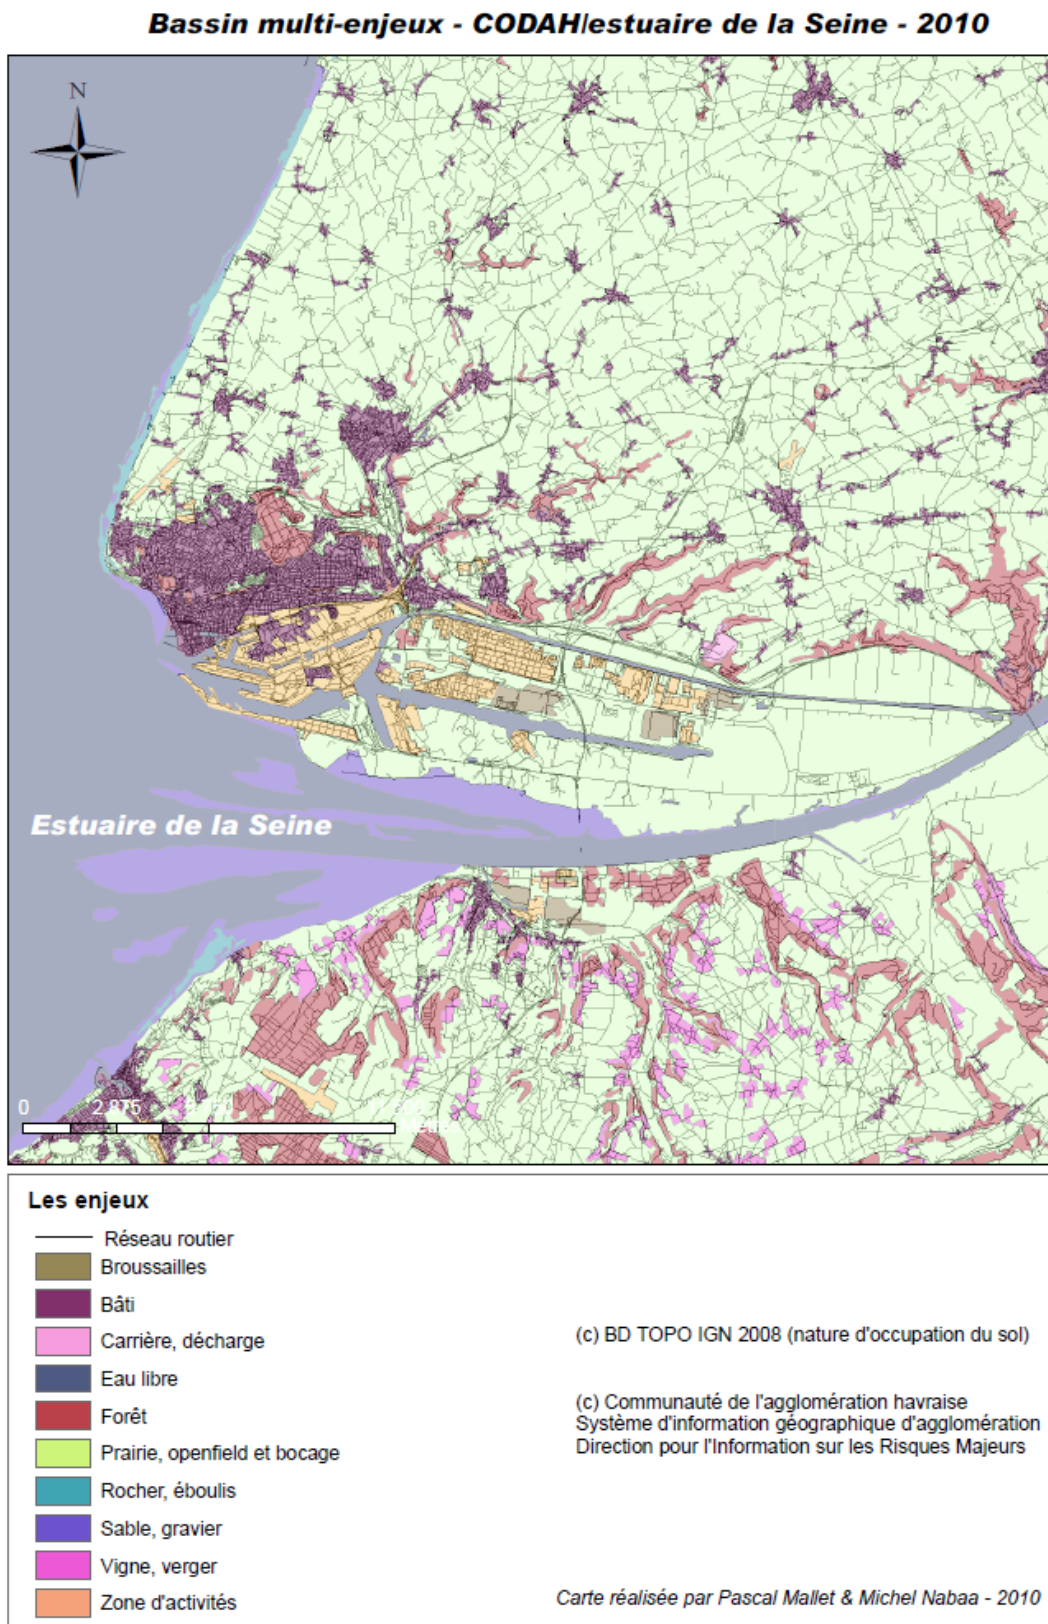 Bassin multi-enjeux - CODAH/estuaire de la Seine - 2010
N
Estuaire de la Seine
0 2 875
Les enjeux
Réseau routier
Broussailles
Bâti
Carrière, décharge
Eau libre
Forêt
Prairie, openfield et bocage
Rocher, éboulis
Sable, gravier
Vigne, verger
Zone d'activités
(c) BD TOPO IGN 2008 (nature d'occupation du sol)
(c) Communauté de l'agglomération havraise
Système d'information géographique d'agglomération
Direction pour l'Information sur les Risques Majeurs
Carte réalisée par Pascal Mallet & Michel Nabaa - 2010